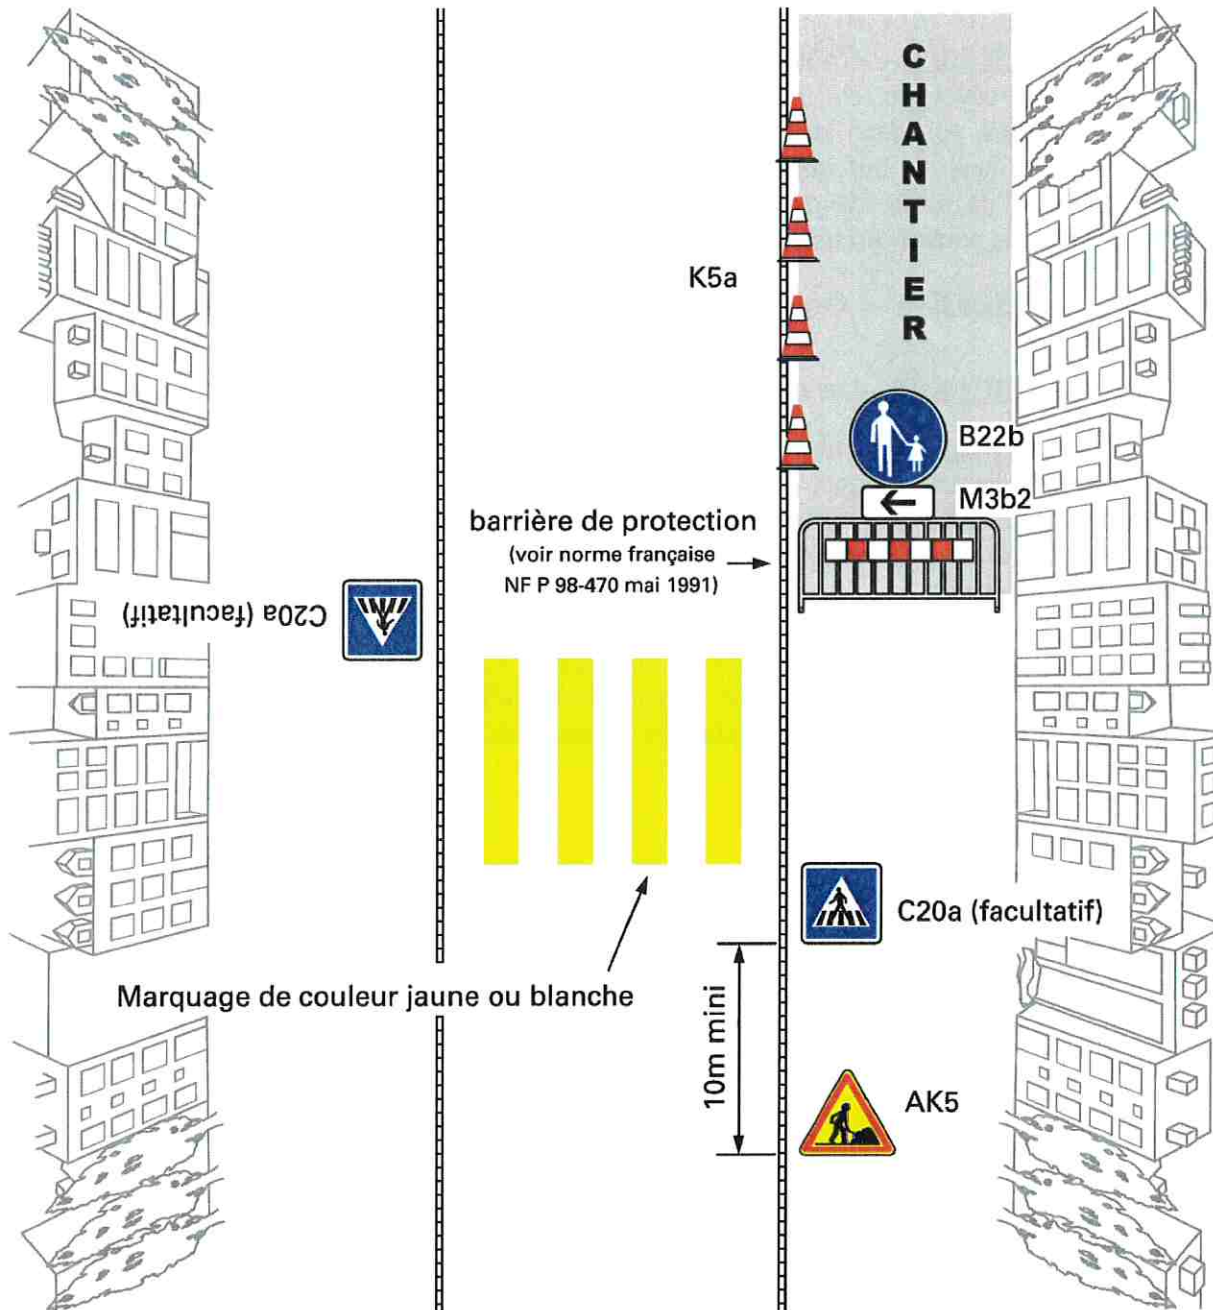 CHANTIER
K5a
B22b
M3b2
barrière de protection
(voir norme française
NF P 98-470 mai 1991)
C20a (facultatif)
C20a (facultatif)
Marquage de couleur jaune ou blanche
10m mini
AK5